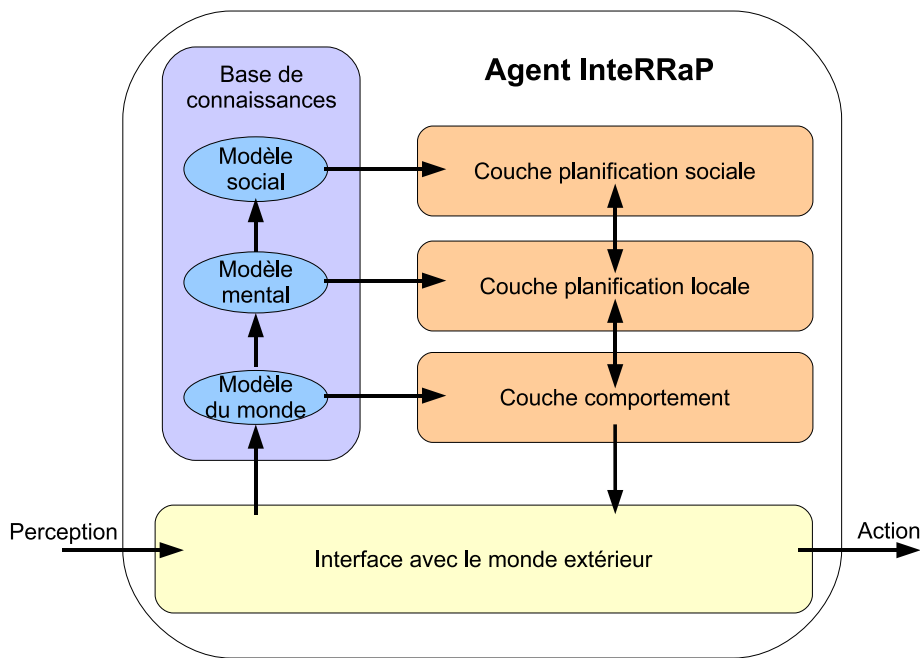 Agent InteRRaP
Base de
connaissances
Modèle
social
Couche planification sociale
Modèle
mental
Couche planification locale
Modèle
du monde
Couche comportement
Perception
Action
Interface avec le monde extérieur